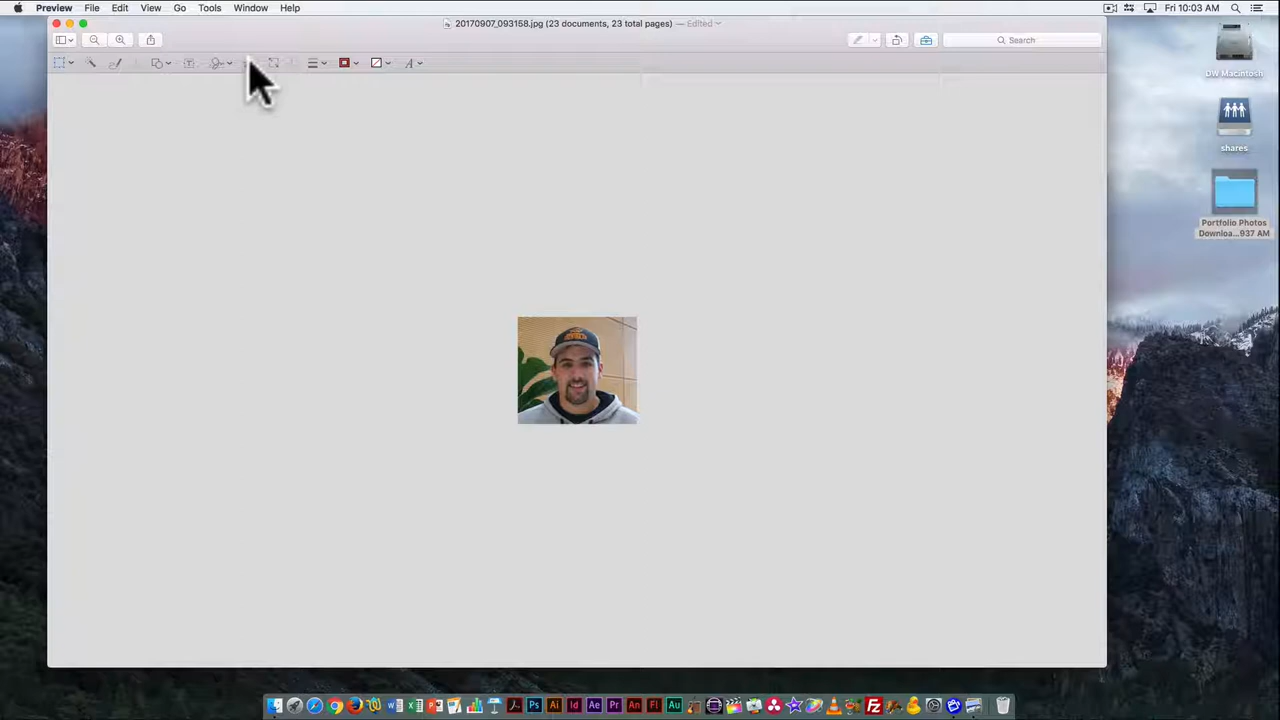 Preview File Edit View Go Tools Window Help
Fri 10:03 AM
20170907_093158.jpg (23 documents, 23 total pages) — Edited
Search
DW Macintosh
shares
Portfolio Photos
Downloa...937 AM